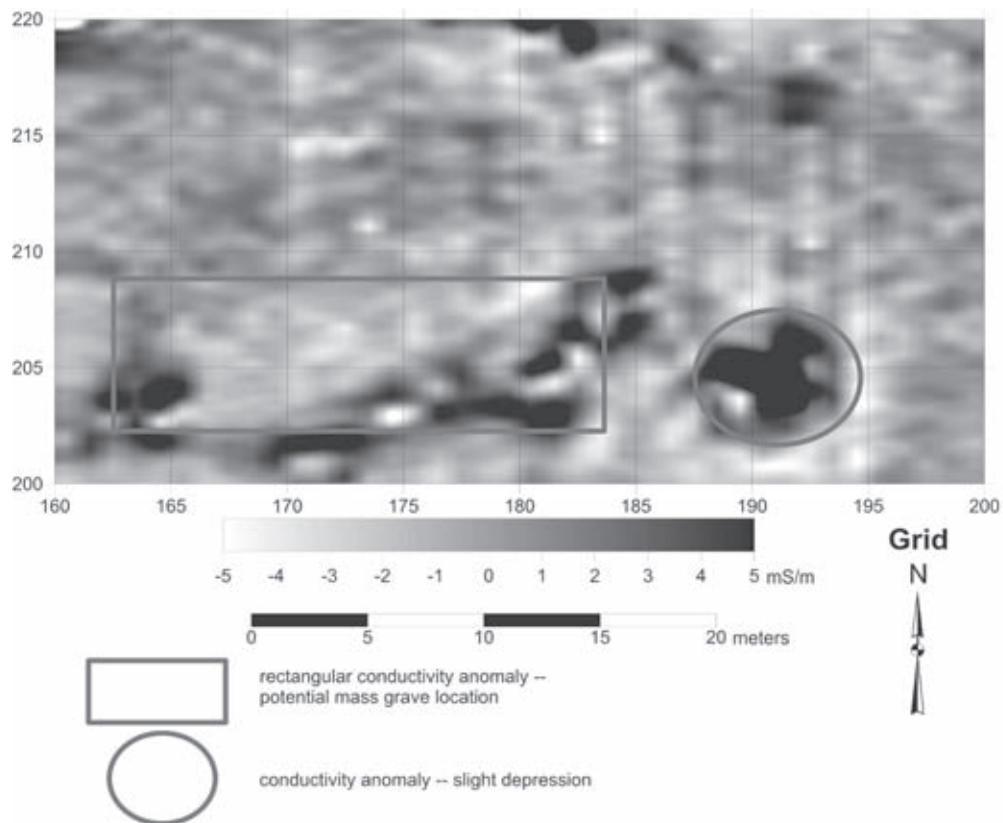 220
215
210
205
200
160 165 170 175 180 185 190 195 200
-5 -4 -3 -2 -1 0 1 2 3 4 5 mS/m
Grid
N
0 5 10 15 20 meters
rectangular conductivity anomaly --
potential mass grave location
conductivity anomaly -- slight depression